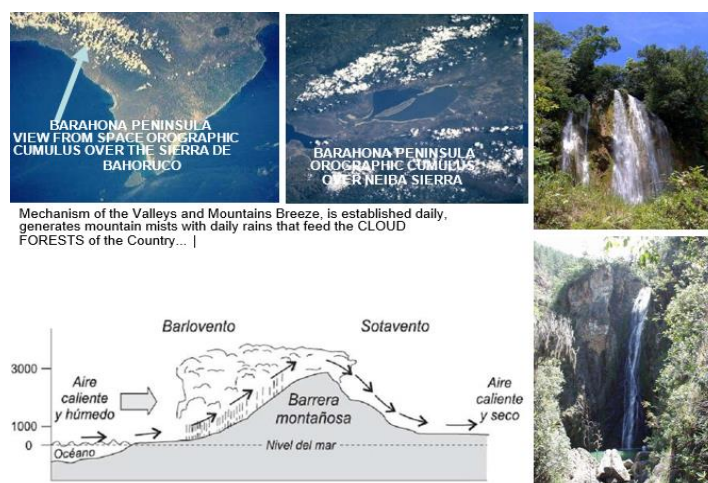 BARAHONA PENINSULA
VIEW FROM SPACE OROGRAPHIC
CUMULUS OVER THE SIERRA DE
BAHORUCO
BARAHONA PENINSULA
OROGRAPHIC CUMULUS
OVER NEIBA SIERRA
Mechanism of the Valleys and Mountains Breeze, is established daily,
generates mountain mists with daily rains that feed the CLOUD
FORESTS of the Country... |
Barlovento
Sotavento
3000
1000
0
Aire
caliente
y húmedo
Barrera
montañosa
Aire
caliente
y seco
Nivel del mar
Océano